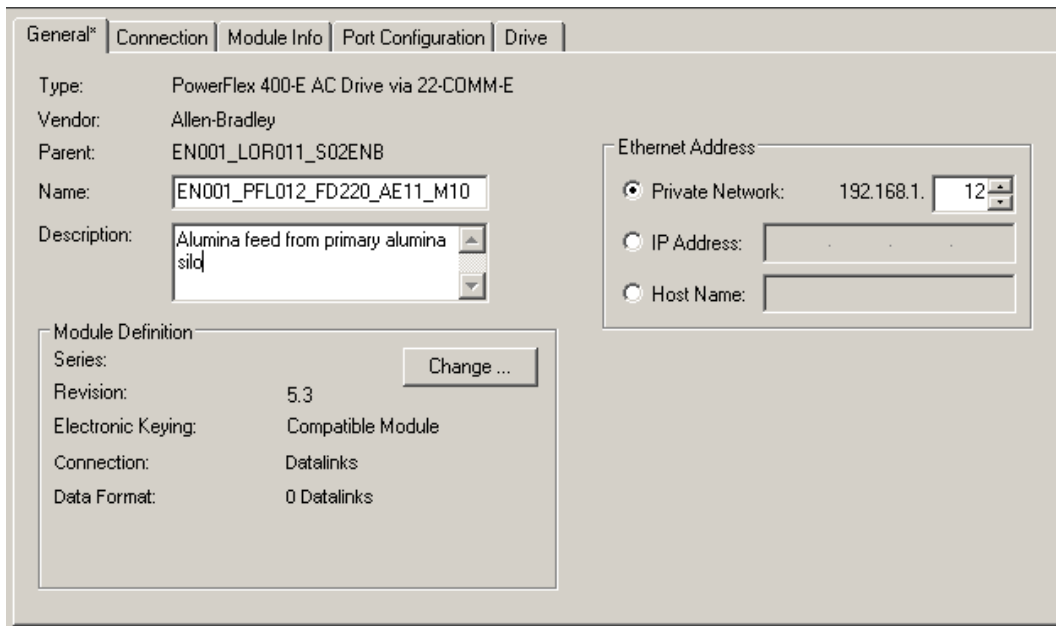 General* Connection Module Info Port Configuration Drive
Type: PowerFlex 400-E AC Drive via 22-COMM-E
Vendor: Allen-Bradley
Parent: EN001_LOR011_S02ENB
Name: EN001_PFL012_FD220_AE11_M10
Description: Alumina feed from primary alumina
silo
Ethernet Address
Private Network: 192.168.1. 12
IP Address: . . .
Host Name:
Module Definition
Series:
Change ...
Revision: 5.3
Electronic Keying: Compatible Module
Connection: Datalinks
Data Format: 0 Datalinks